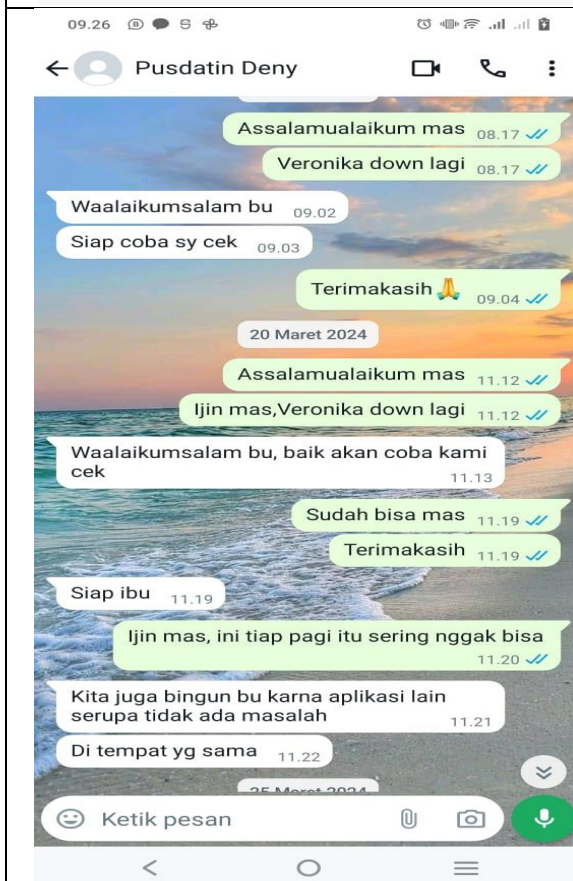 09.26
Pusdatin Deny
Assalamualaikum mas 08.17
Veronika down lagi 08.17
Waalaikumsalam bu 09.02
Siap coba sy cek 09.03
Terimakasih🙏 09.04
20 Maret 2024
Assalamualaikum mas 11.12
Ijin mas,Veronika down lagi 11.12
Waalaikumsalam bu, baik akan coba kami
cek 11.13
Sudah bisa mas 11.19
Terimakasih 11.19
Siap ibu 11.19
Ijin mas, ini tiap pagi itu sering nggak bisa
11.20
Kita juga bingun bu karna aplikasi lain
serupa tidak ada masalah 11.21
Di tempat yg sama 11.22
25 Maret 2024
Ketik pesan